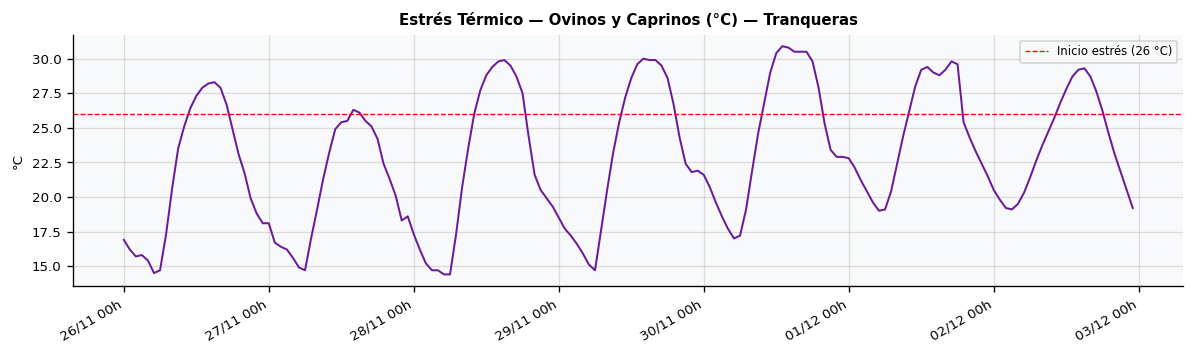 Estrés Térmico — Ovinos y Caprinos (°C) — Tranqueras
Inicio estrés (26 °C)
°C
30.0
27.5
25.0
22.5
20.0
17.5
15.0
26/11 00h
27/11 00h
28/11 00h
29/11 00h
30/11 00h
01/12 00h
02/12 00h
03/12 00h